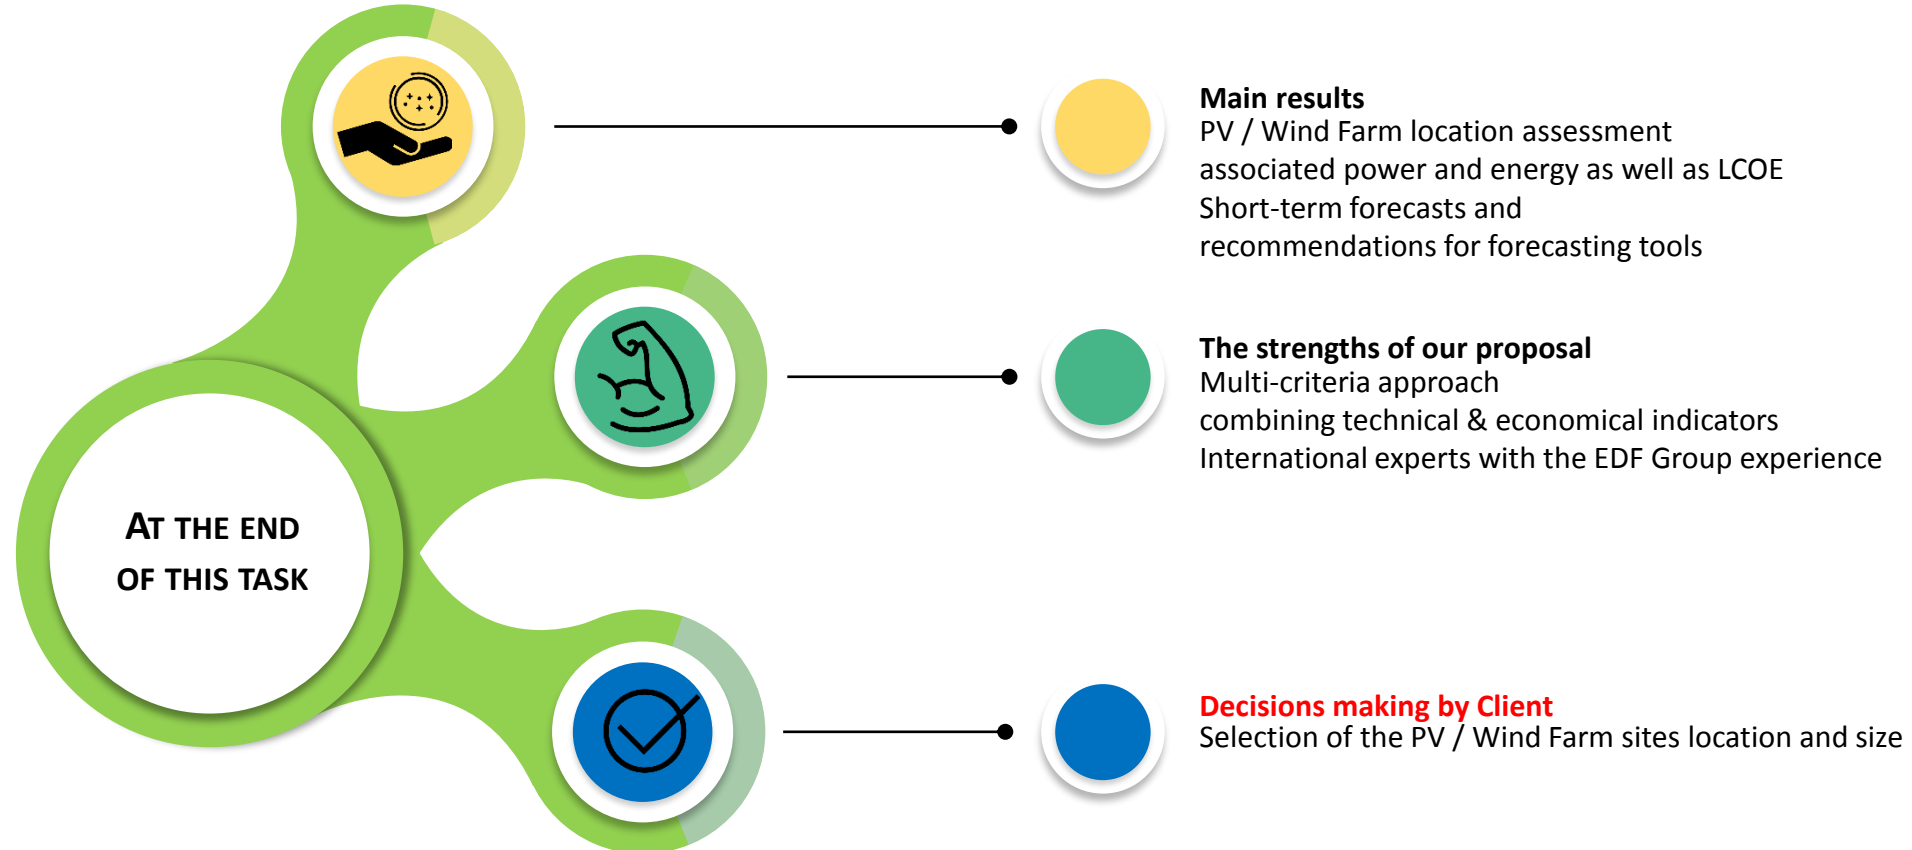 AT THE END
OF THIS TASK
Main results
PV / Wind Farm location assessment
associated power and energy as well as LCOE
Short-term forecasts and
recommendations for forecasting tools
The strengths of our proposal
Multi-criteria approach
combining technical & economical indicators
International experts with the EDF Group experience
Decisions making by Client
Selection of the PV / Wind Farm sites location and size